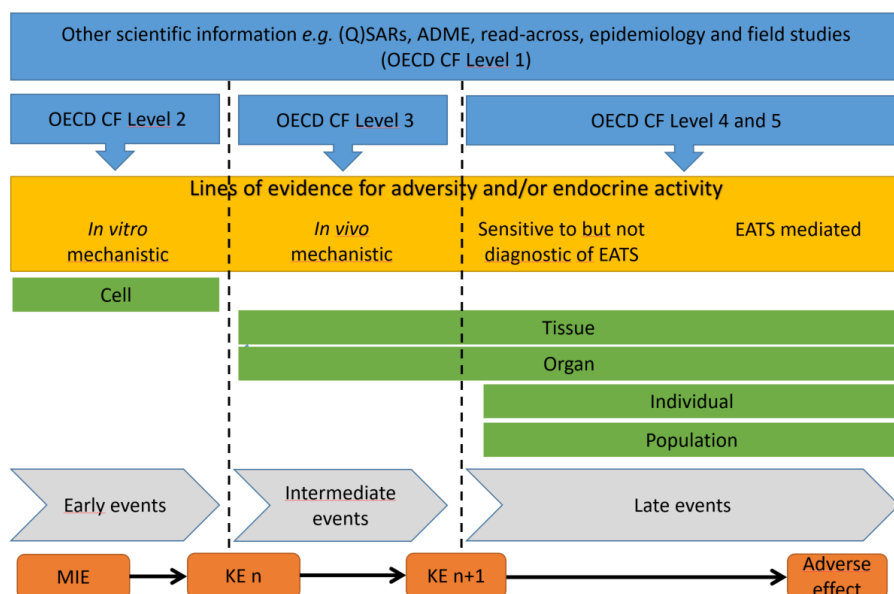 Other scientific information e.g. (Q)SARs, ADME, read-across, epidemiology and field studies
(OECD CF Level 1)
OECD CF Level 2
OECD CF Level 3
OECD CF Level 4 and 5
Lines of evidence for adversity and/or endocrine activity
In vitro
mechanistic
In vivo
mechanistic
Sensitive to but not
diagnostic of EATS
EATS mediated
Cell
Tissue
Organ
Individual
Population
Early events
Intermediate
events
Late events
MIE
KE n
KE n+1
Adverse
effect